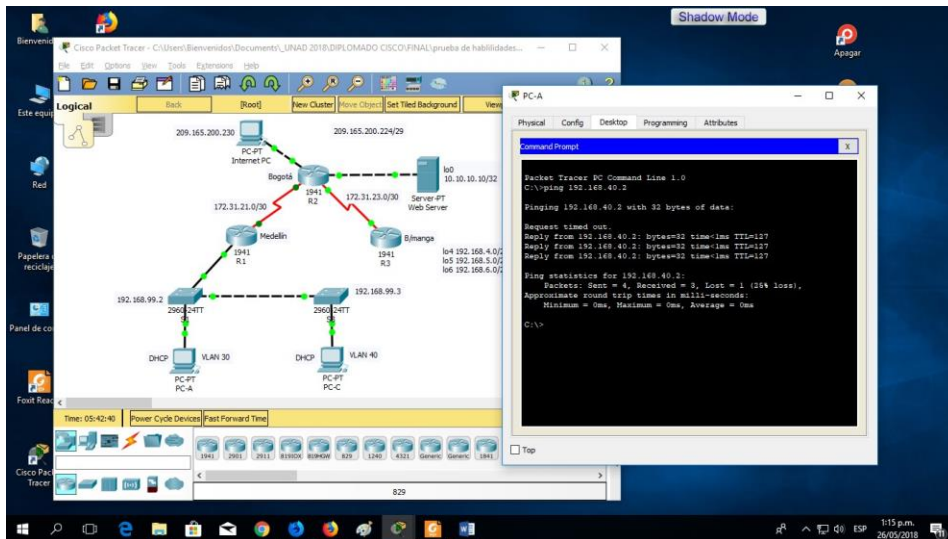 Shadow Mode
Bienvenid
Apagar
Este equip
Red
Papelera d
reciclaje
Panel de co
Foxit Read
Cisco Pack
Tracer
Cisco Packet Tracer - C:\Users\Bienvenidos\Documents\_UNAD 2018\DIPLOMADO CISCO\FINAL\prueba de habilidades...
File Edit Options View Tools Extensions Help
Logical Back [Root] New Cluster Move Object Set Tiled Background View
209.165.200.230
209.165.200.224/29
PC-PT
Internet PC
Bogotá
1941
R2
lo0
10.10.10.10/32
Server-PT
Web Server
172.31.21.0/30
172.31.23.0/30
Medellin
1941
R1
B/manga
1941
R3
lo4 192.168.4.0/2
lo5 192.168.5.0/2
lo6 192.168.6.0/2
192.168.99.2
192.168.99.3
2960-24TT
2960-24TT
DHCP
VLAN 30
DHCP
VLAN 40
PC-PT
PC-A
PC-PT
PC-C
Time: 05:42:40 Power Cycle Devices Fast Forward Time
1941 2901 2911 819IOX 819HGW 829 1240 4321 Generic Generic 1841
829
PC-A
Physical Config Desktop Programming Attributes
Command Prompt X
Packet Tracer PC Command Line 1.0
C:\>ping 192.168.40.2
Pinging 192.168.40.2 with 32 bytes of data:
Request timed out.
Reply from 192.168.40.2: bytes=32 time<1ms TTL=127
Reply from 192.168.40.2: bytes=32 time<1ms TTL=127
Reply from 192.168.40.2: bytes=32 time<1ms TTL=127
Ping statistics for 192.168.40.2:
Packets: Sent = 4, Received = 3, Lost = 1 (25% loss),
Approximate round trip times in milli-seconds:
Minimum = 0ms, Maximum = 0ms, Average = 0ms
C:\>
Top
ESP
1:15 p.m.
26/05/2018